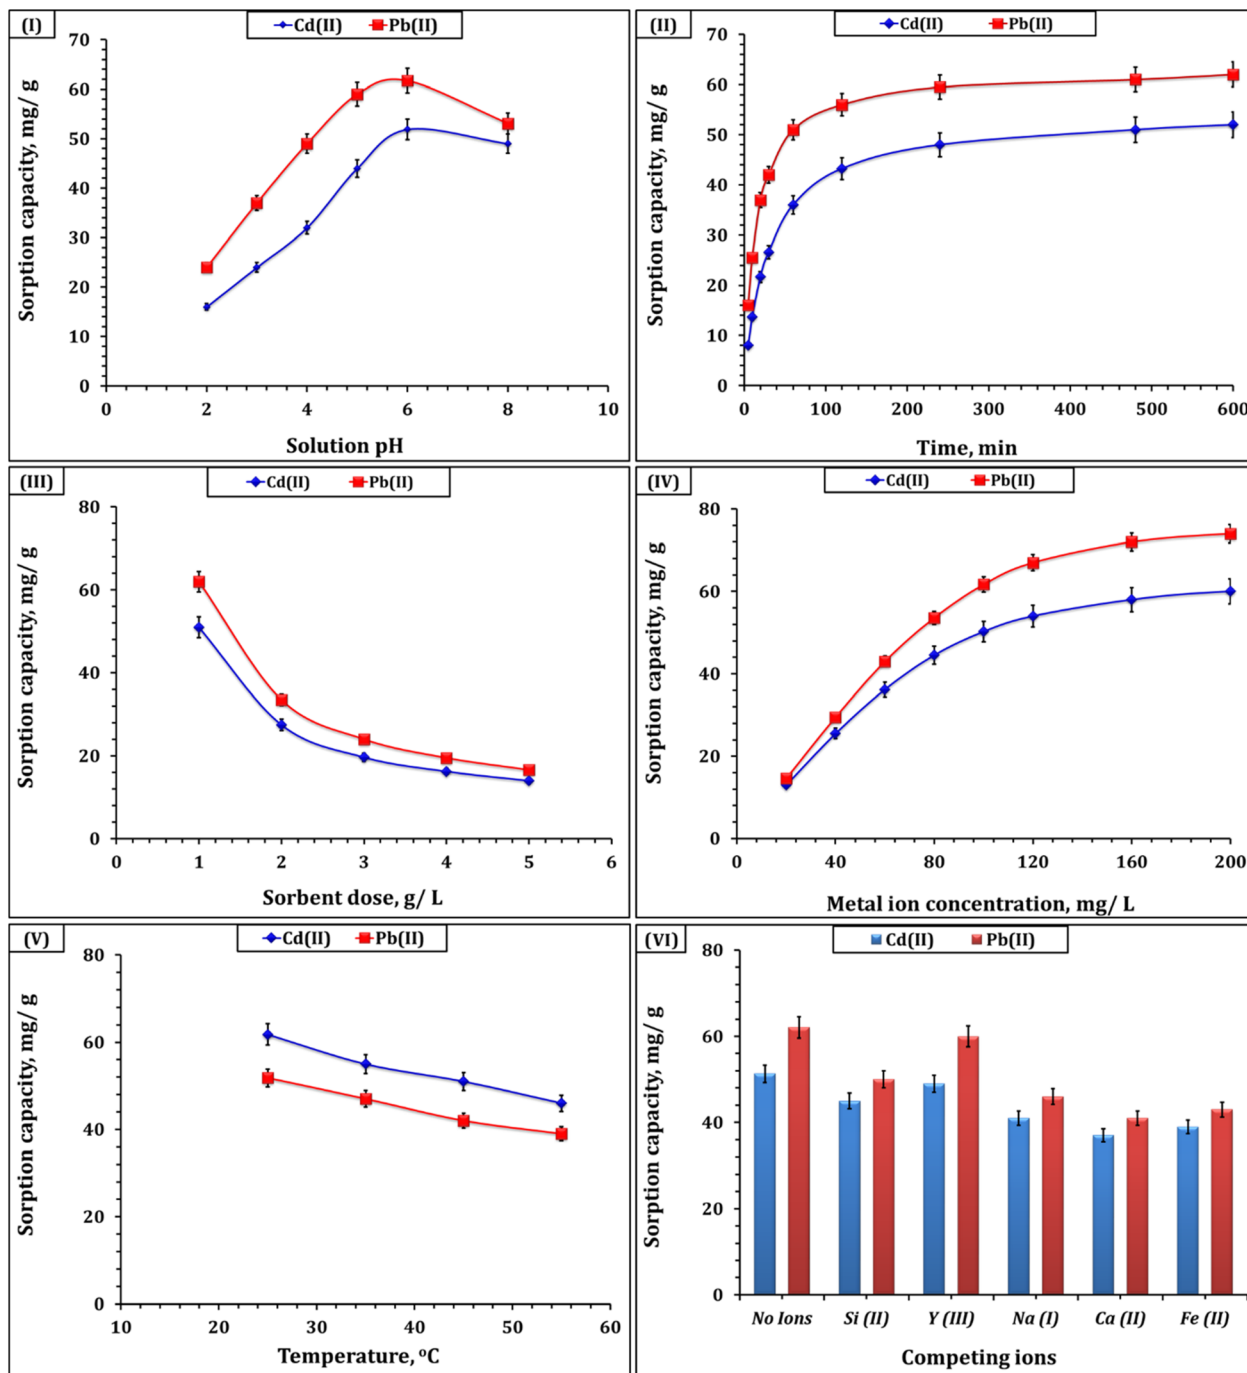 (I)
Cd(II) Pb(II)
Sorption capacity, mg/ g
70
60
50
40
30
20
10
0
0 2 4 6 8 10
Solution pH
(II)
Cd(II) Pb(II)
Sorption capacity, mg/ g
70
60
50
40
30
20
10
0
0 100 200 300 400 500 600
Time, min
(III)
Cd(II) Pb(II)
Sorption capacity, mg/ g
80
60
40
20
0
0 1 2 3 4 5 6
Sorbent dose, g/ L
(IV)
Cd(II) Pb(II)
Sorption capacity, mg/ g
80
60
40
20
0
0 40 80 120 160 200
Metal ion concentration, mg/ L
(V)
Cd(II) Pb(II)
Sorption capacity, mg/ g
80
60
40
20
0
10 20 30 40 50 60
Temperature, ºC
(VI)
Cd(II) Pb(II)
Sorption capacity, mg/ g
80
60
40
20
0
No Ions Si (II) Y (III) Na (I) Ca (II) Fe (II)
Competing ions